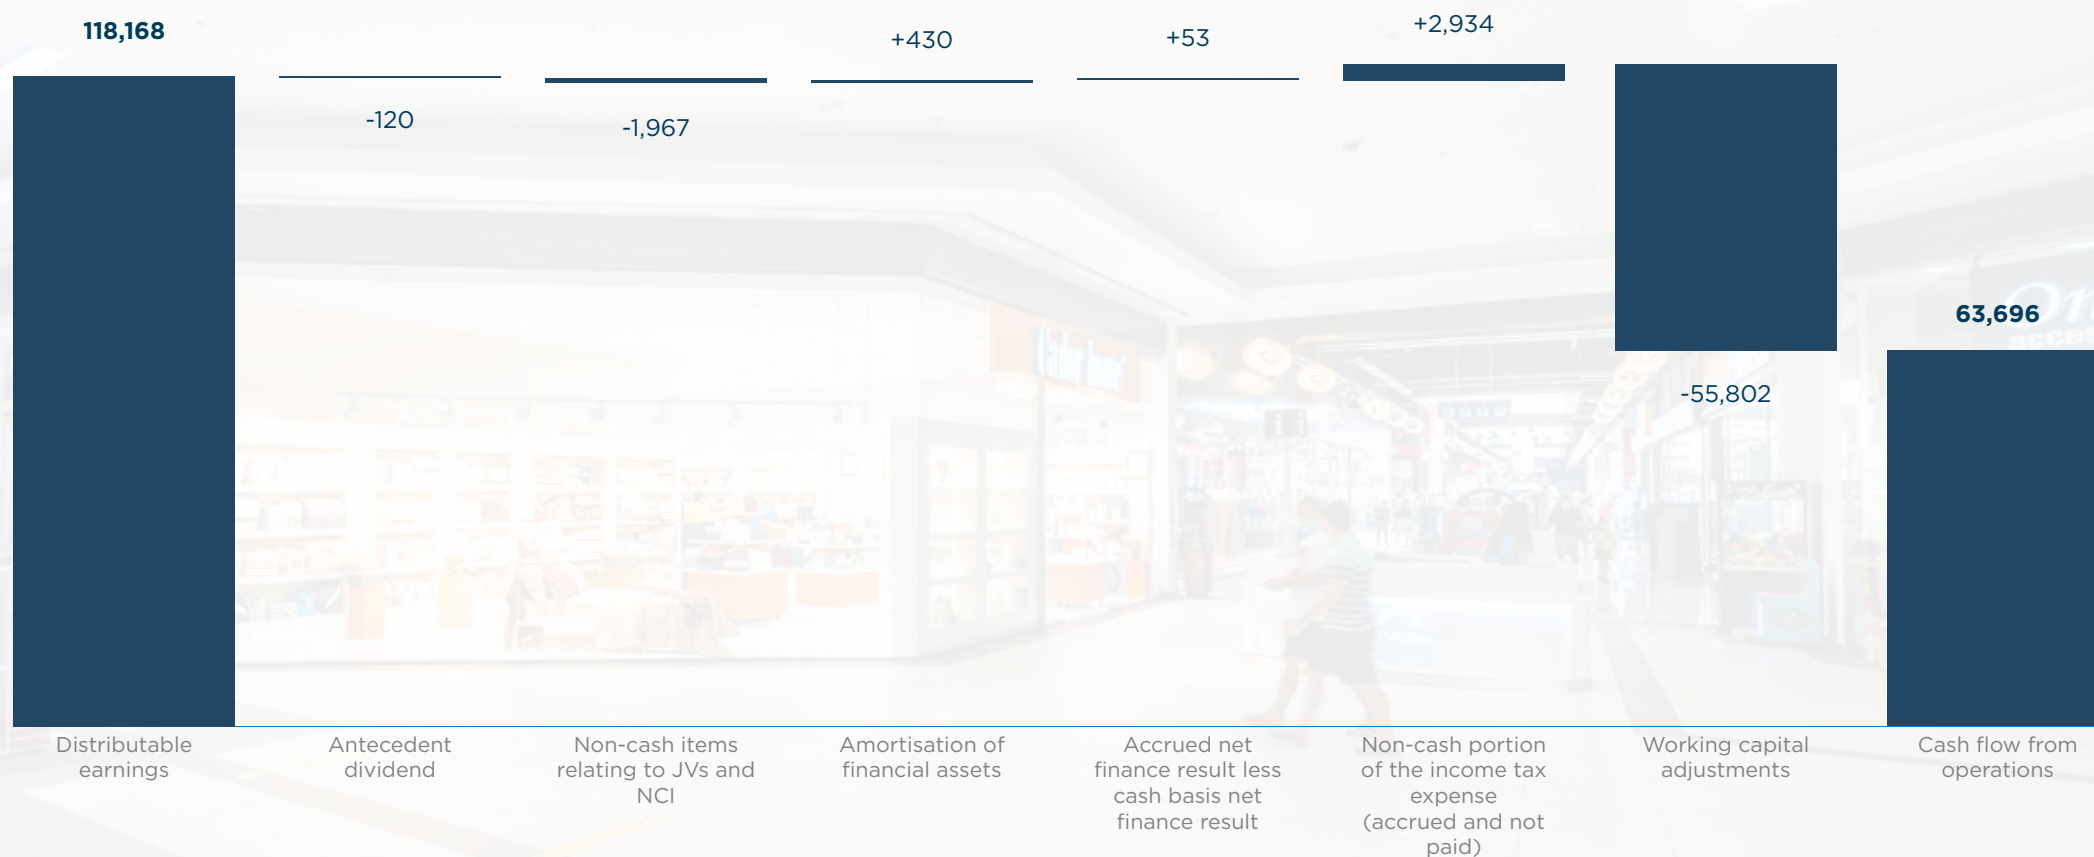 118,168
-120
-1,967
+430
+53
+2,934
-55,802
63,696
Distributable
earnings
Antecedent
dividend
Non-cash items
relating to JVs and
NCI
Amortisation of
financial assets
Accrued net
finance result less
cash basis net
finance result
Non-cash portion
of the income tax
expense
(accrued and not
paid)
Working capital
adjustments
Cash flow from
operations